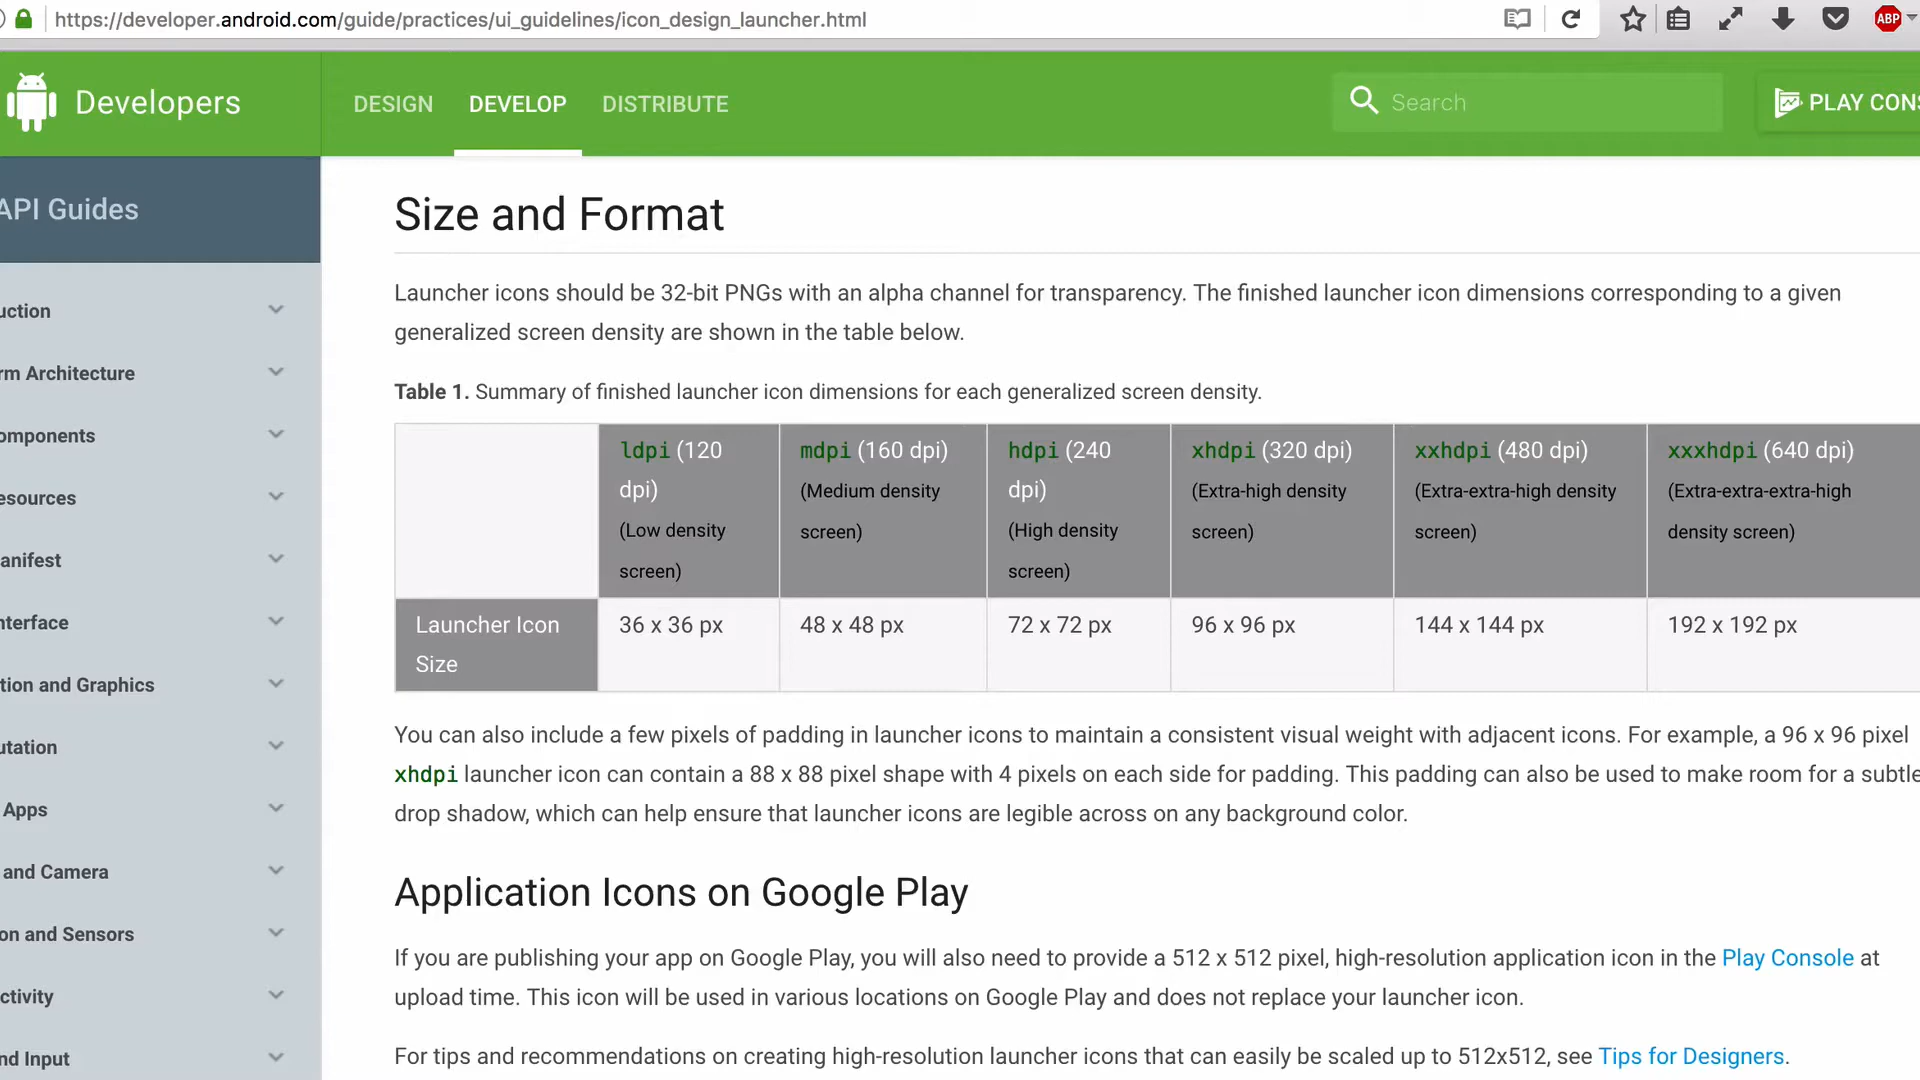 https://developer.android.com/guide/practices/ui_guidelines/icon_design_launcher.html
ABP
Developers
DESIGN
DEVELOP
DISTRIBUTE
Search
PLAY CONS
API Guides
uction
rm Architecture
omponents
esources
anifest
nterface
tion and Graphics
utation
Apps
and Camera
on and Sensors
ctivity
nd Input
Size and Format
Launcher icons should be 32-bit PNGs with an alpha channel for transparency. The finished launcher icon dimensions corresponding to a given
generalized screen density are shown in the table below.
Table 1. Summary of finished launcher icon dimensions for each generalized screen density.
ldpi (120
dpi)
(Low density
screen)
mdpi (160 dpi)
(Medium density
screen)
hdpi (240
dpi)
(High density
screen)
xhdpi (320 dpi)
(Extra-high density
screen)
xxhdpi (480 dpi)
(Extra-extra-high density
screen)
xxxhdpi (640 dpi)
(Extra-extra-extra-high
density screen)
Launcher Icon
Size
36 x 36 px
48 x 48 px
72 x 72 px
96 x 96 px
144 x 144 px
192 x 192 px
You can also include a few pixels of padding in launcher icons to maintain a consistent visual weight with adjacent icons. For example, a 96 x 96 pixel
xhdpi launcher icon can contain a 88 x 88 pixel shape with 4 pixels on each side for padding. This padding can also be used to make room for a subtle
drop shadow, which can help ensure that launcher icons are legible across on any background color.
Application Icons on Google Play
If you are publishing your app on Google Play, you will also need to provide a 512 x 512 pixel, high-resolution application icon in the Play Console at
upload time. This icon will be used in various locations on Google Play and does not replace your launcher icon.
For tips and recommendations on creating high-resolution launcher icons that can easily be scaled up to 512x512, see Tips for Designers.